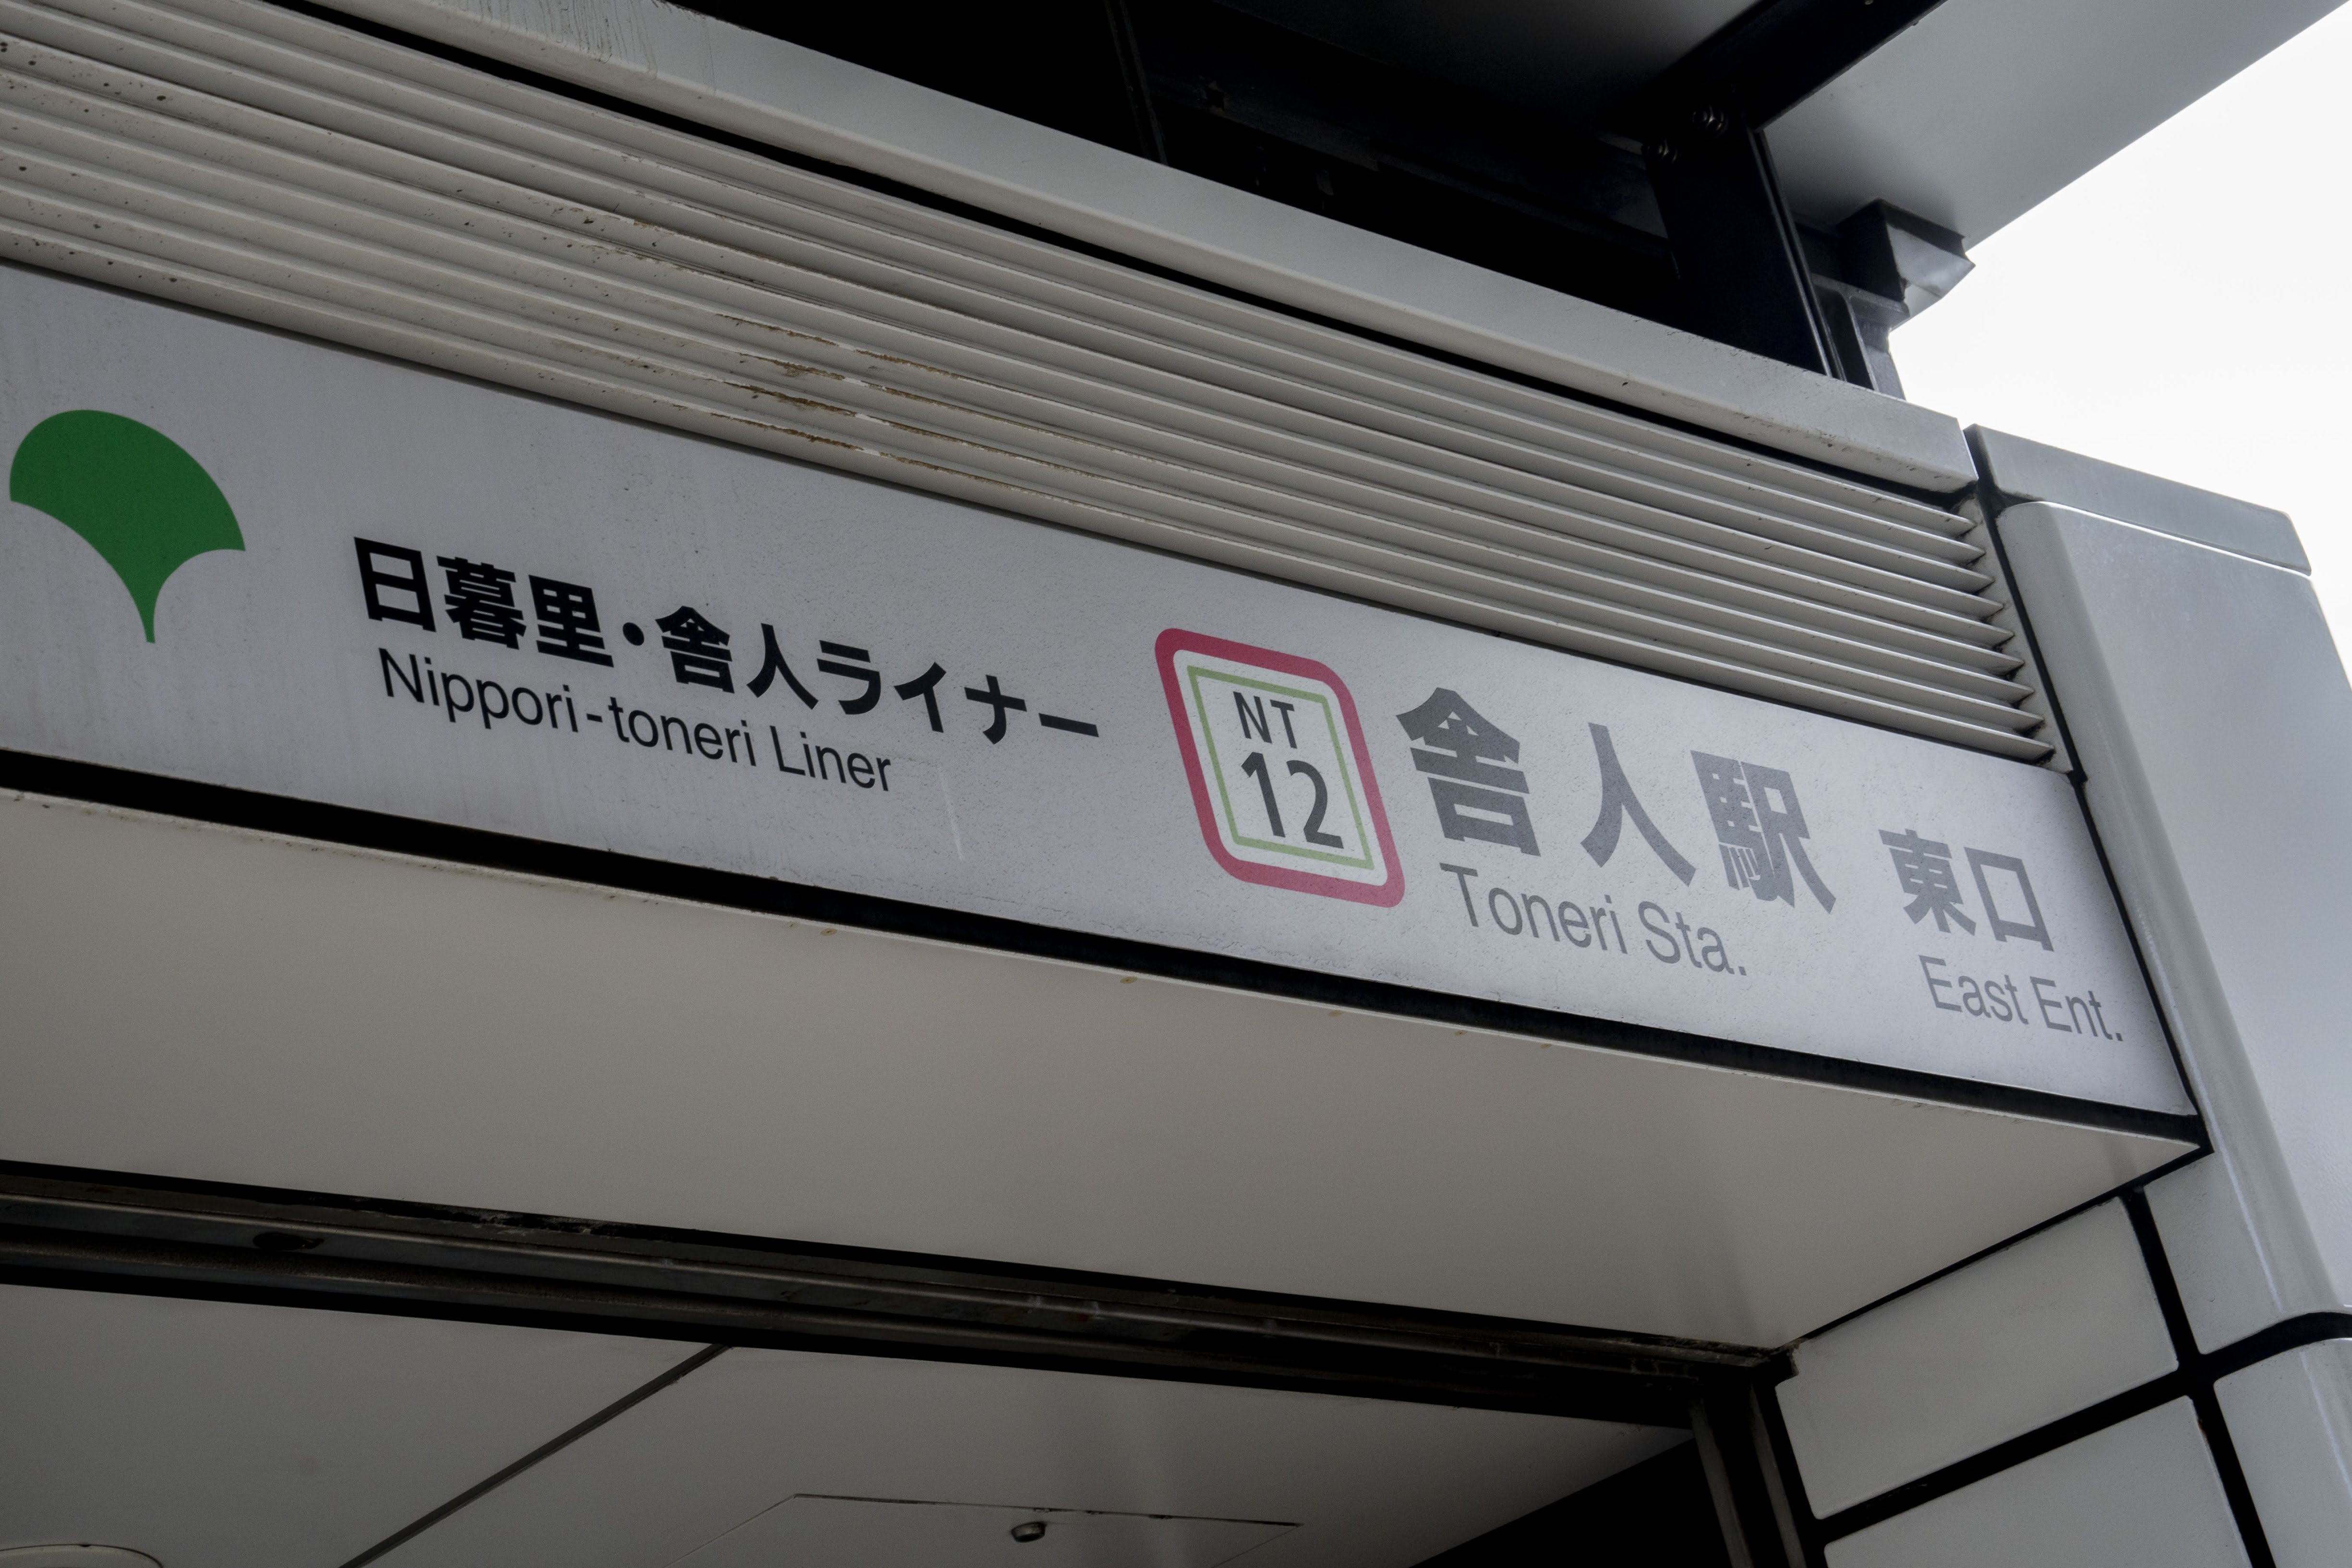 日暮里・舎人ライナー
Nippori-toneri Liner
NT
12
舎人駅
Toneri Sta.
東口
East Ent.